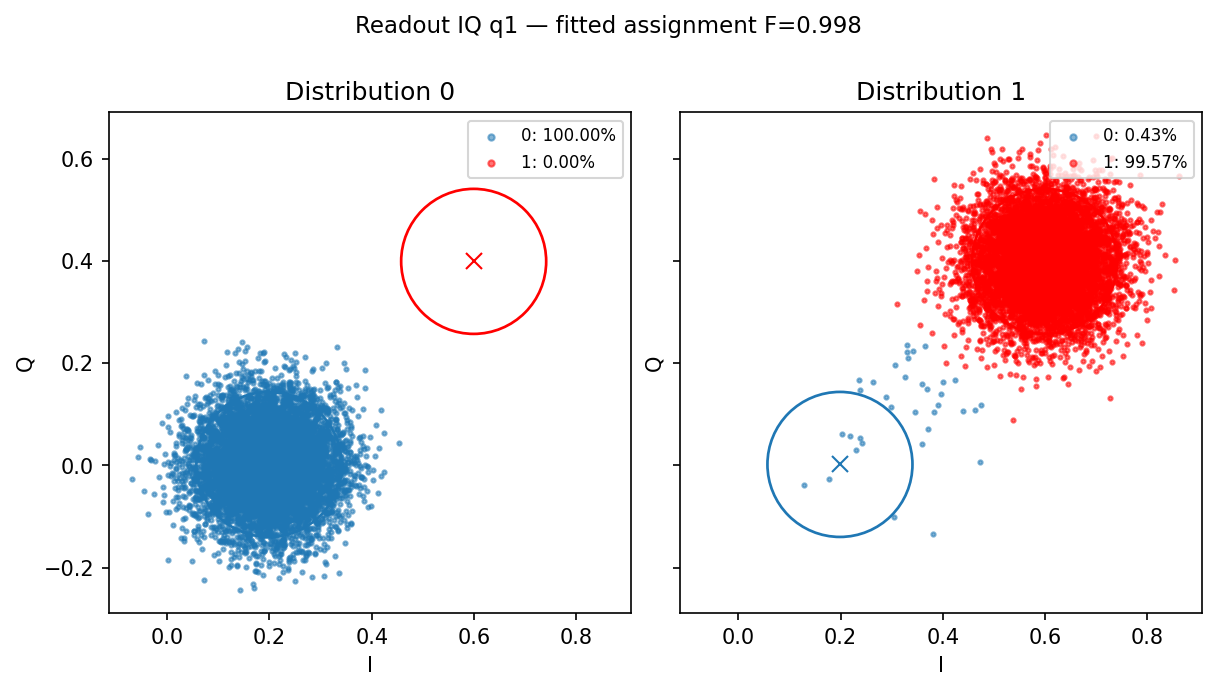 Readout IQ q1 — fitted assignment F=0.998
Distribution 0
Distribution 1
0: 100.00%
1: 0.00%
0: 0.43%
1: 99.57%
Q
0.6
0.4
0.2
0.0
−0.2
Q
0.0
0.2
0.4
0.6
0.8
I
0.0
0.2
0.4
0.6
0.8
I